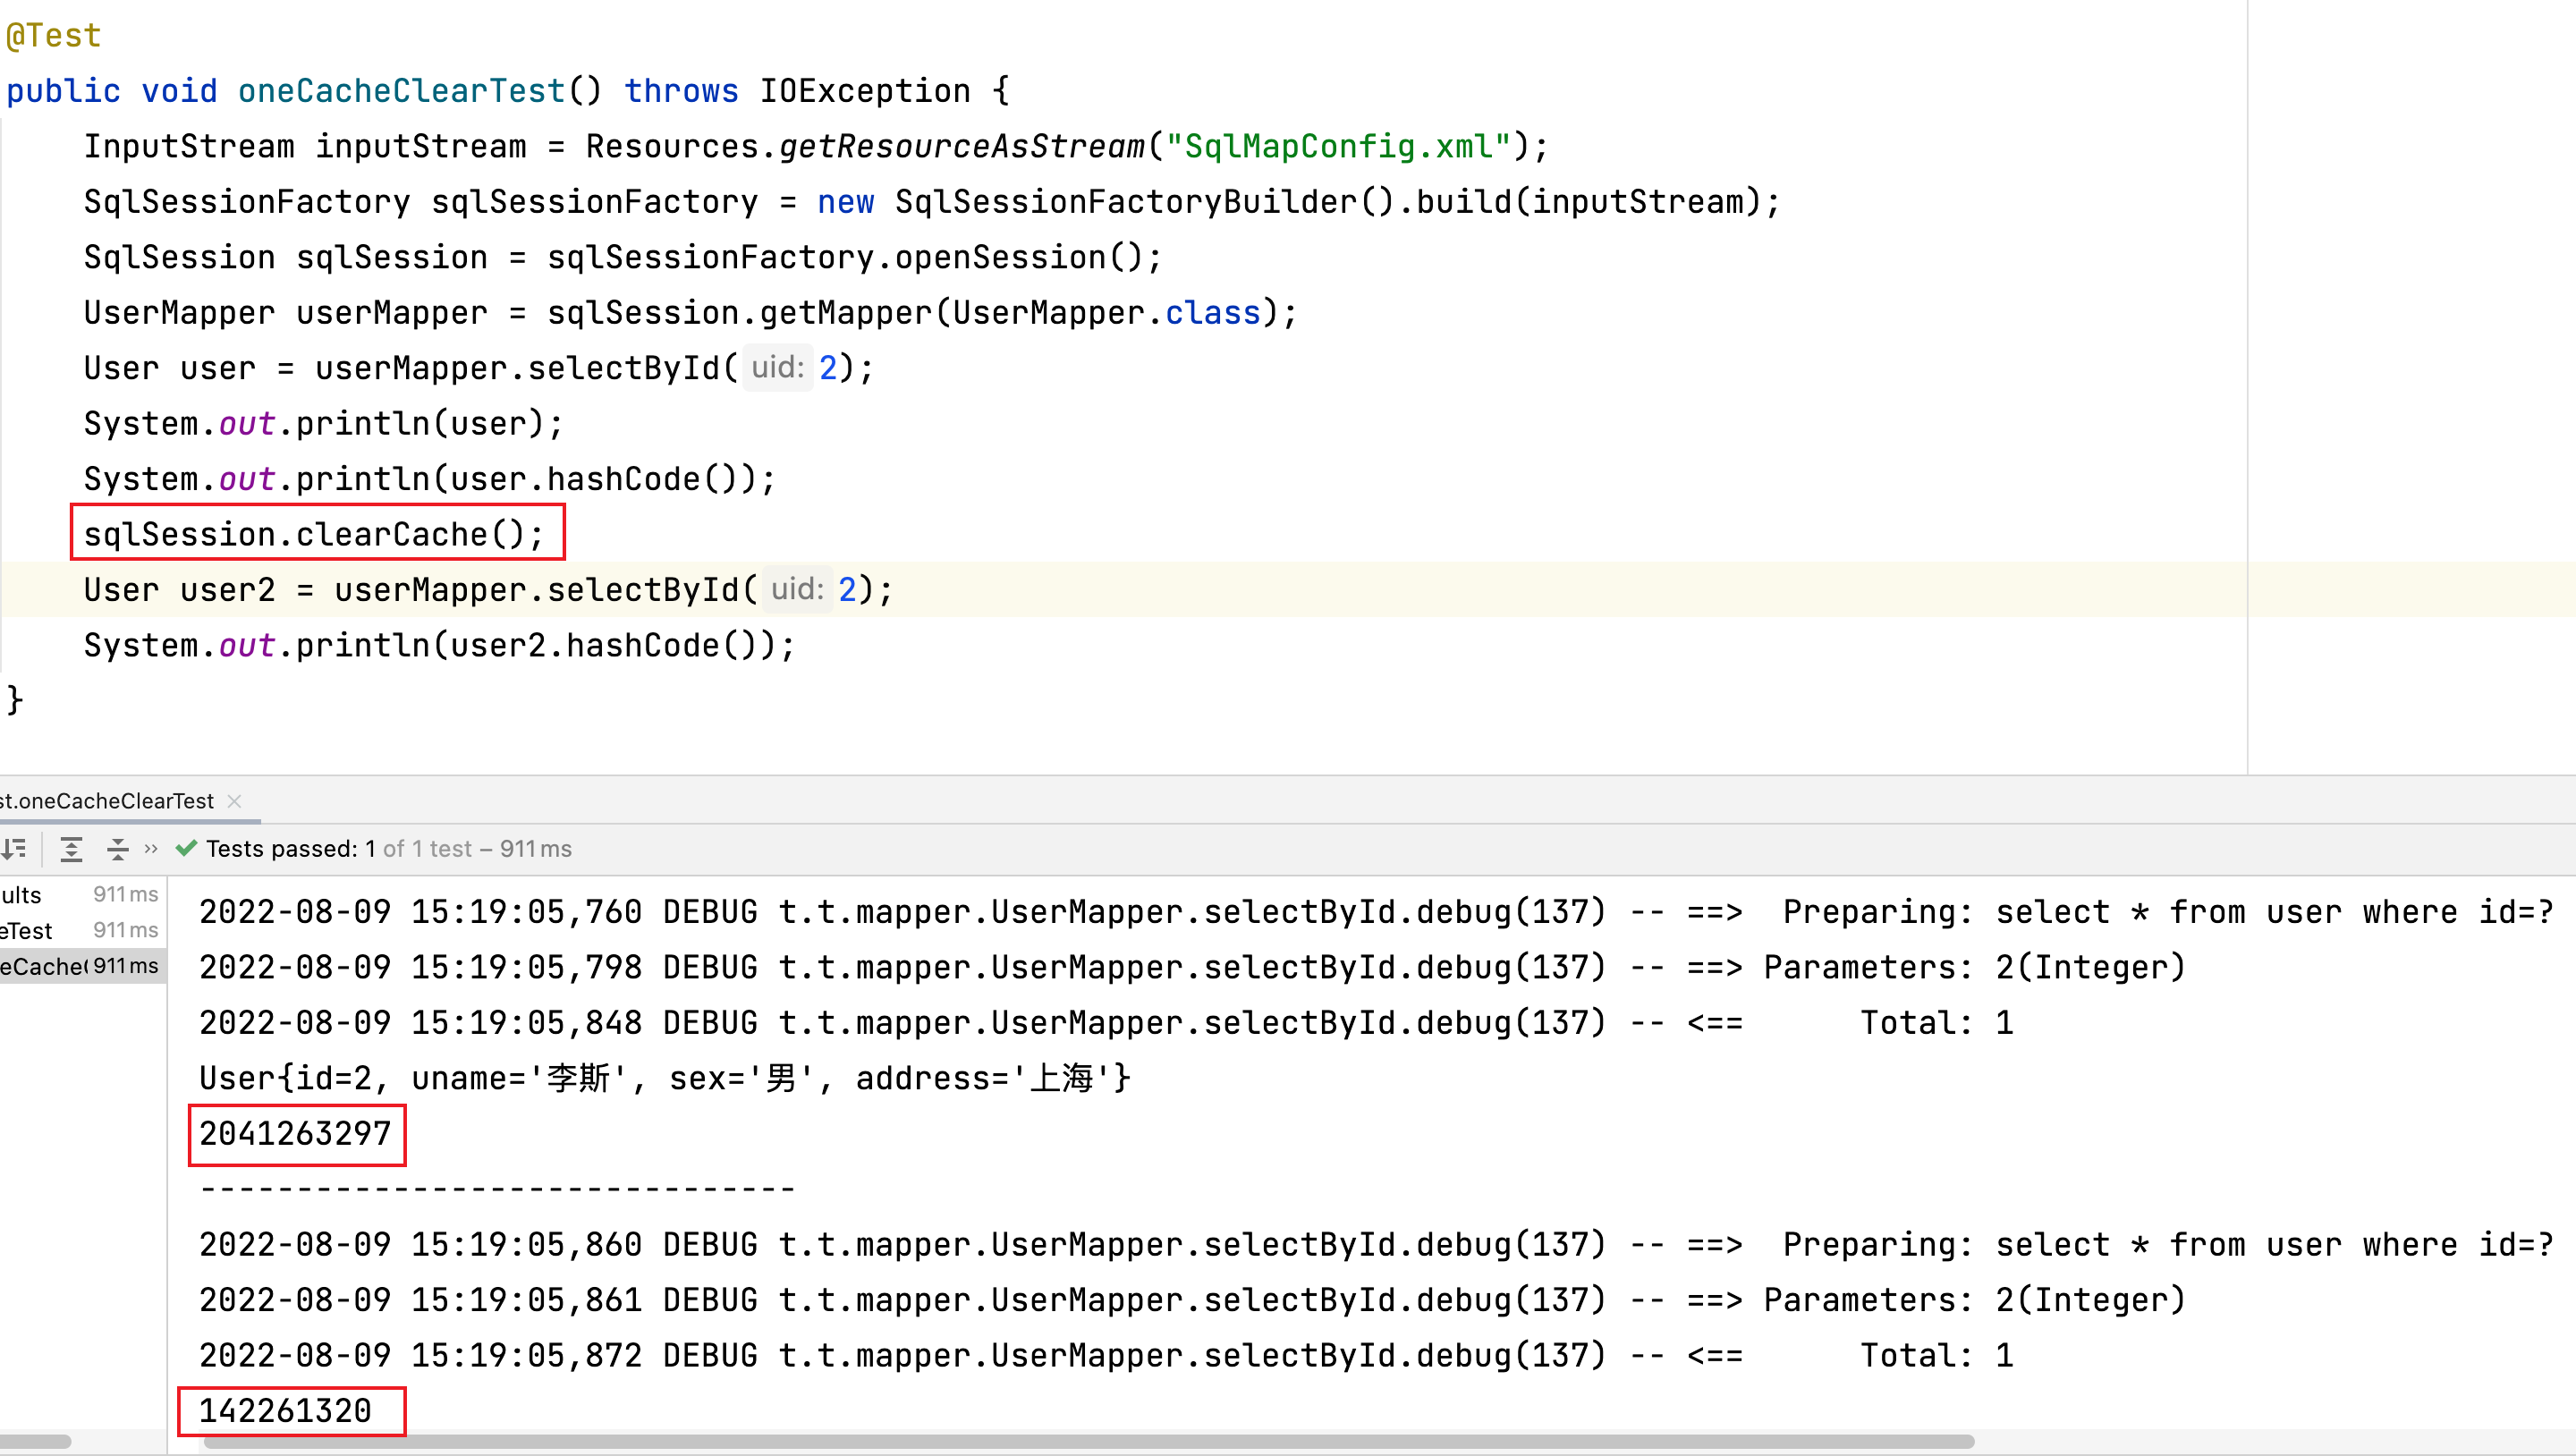 @Test
public void oneCacheClearTest() throws IOException {
InputStream inputStream = Resources.getResourceAsStream("SqlMapConfig.xml");
SqlSessionFactory sqlSessionFactory = new SqlSessionFactoryBuilder().build(inputStream);
SqlSession sqlSession = sqlSessionFactory.openSession();
UserMapper userMapper = sqlSession.getMapper(UserMapper.class);
User user = userMapper.selectById( uid: 2);
System.out.println(user);
System.out.println(user.hashCode());
sqlSession.clearCache();
User user2 = userMapper.selectById( uid: 2);
System.out.println(user2.hashCode());
}
st.oneCacheClearTest ×
» Tests passed: 1 of 1 test – 911 ms
ults 911 ms
eTest 911 ms
eCache 911 ms
2022-08-09 15:19:05,760 DEBUG t.t.mapper.UserMapper.selectById.debug(137) -- ==>  Preparing: select * from user where id=?
2022-08-09 15:19:05,798 DEBUG t.t.mapper.UserMapper.selectById.debug(137) -- ==> Parameters: 2(Integer)
2022-08-09 15:19:05,848 DEBUG t.t.mapper.UserMapper.selectById.debug(137) -- <==      Total: 1
User{id=2, uname='李斯', sex='男', address='上海'}
2041263297
-------------------------------
2022-08-09 15:19:05,860 DEBUG t.t.mapper.UserMapper.selectById.debug(137) -- ==>  Preparing: select * from user where id=?
2022-08-09 15:19:05,861 DEBUG t.t.mapper.UserMapper.selectById.debug(137) -- ==> Parameters: 2(Integer)
2022-08-09 15:19:05,872 DEBUG t.t.mapper.UserMapper.selectById.debug(137) -- <==      Total: 1
142261320